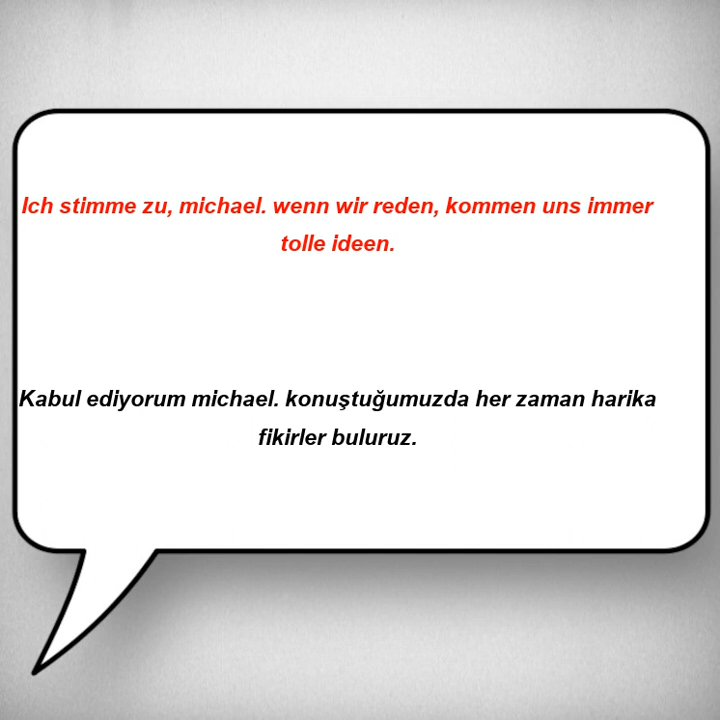 Ich stimme zu, michael. wenn wir reden, kommen uns immer
tolle ideen.
Kabul ediyorum michael. konuştuğumuzda her zaman harika
fikirler buluruz.